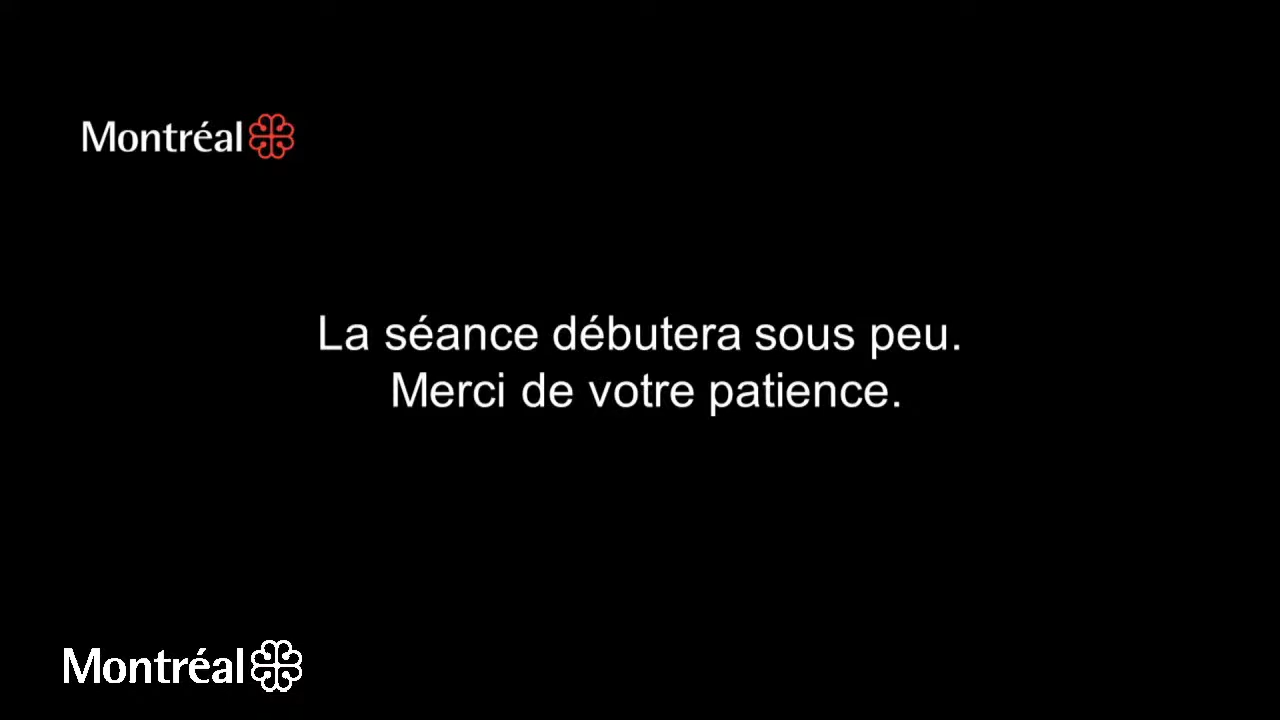 Montréal
La séance débutera sous peu.
Merci de votre patience.
Montréal